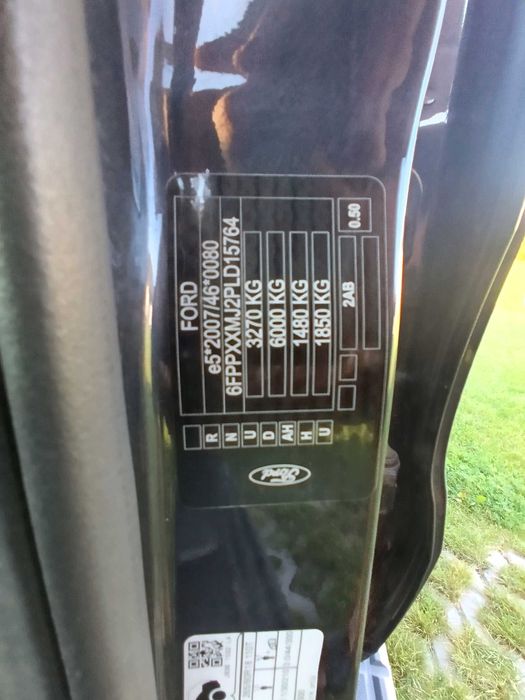 FORD
e5*2007/46*0080
6FPPXXMJ2PLD15764
3270 KG
6000 KG
1480 KG
1850 KG
2AB
0.50
R
N
U
D
AH
H
U
Ford